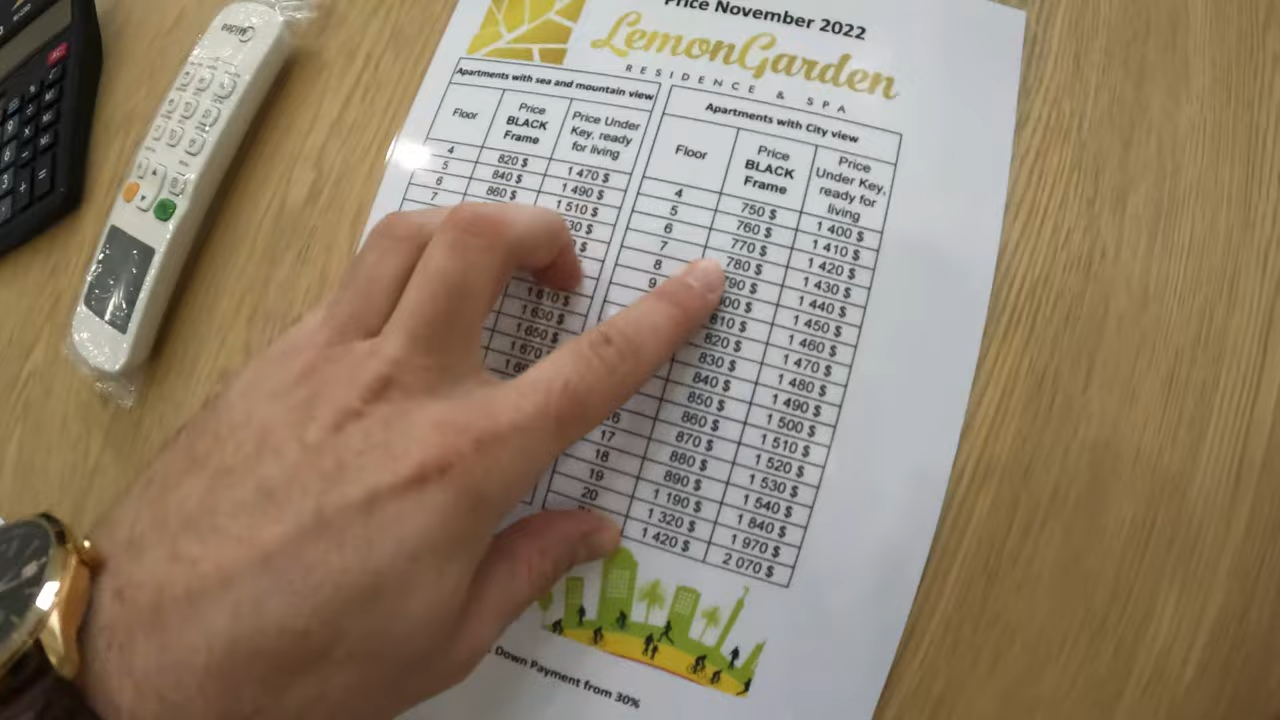 Price November 2022
LemonGarden
RESIDENCE & SPA
Apartments with sea and mountain view
Floor Price BLACK Frame Price Under Key, ready for living
4 820 $ 1 470 $
5 840 $ 1 490 $
6 860 $ 1 510 $
7
1 610 $
1 630 $
1 650 $
1 670
Apartments with City view
Floor Price BLACK Frame Price Under Key, ready for living
4 750 $ 1 400 $
5 760 $ 1 410 $
6 770 $ 1 420 $
7 780 $ 1 430 $
8 1 440 $
9 1 450 $
810 $ 1 460 $
820 $ 1 470 $
830 $ 1 480 $
840 $ 1 490 $
850 $ 1 500 $
860 $ 1 510 $
870 $ 1 520 $
17 880 $ 1 530 $
18 890 $ 1 540 $
19 1 190 $ 1 840 $
20 1 320 $ 1 970 $
1 420 $ 2 070 $
Down Payment from 30%
Midea